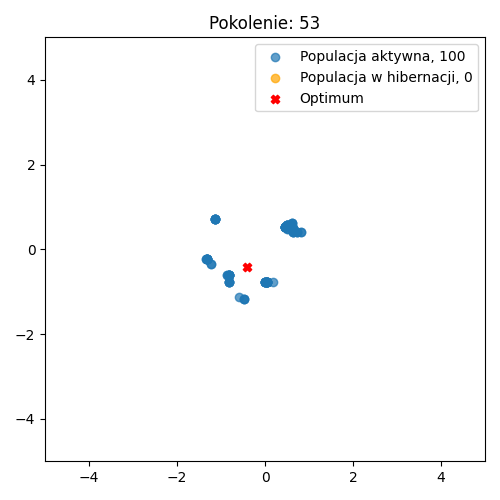 Pokolenie: 53
Populacja aktywna, 100
Populacja w hibernacji, 0
Optimum
4
2
0
−2
−4
−4 −2 0 2 4